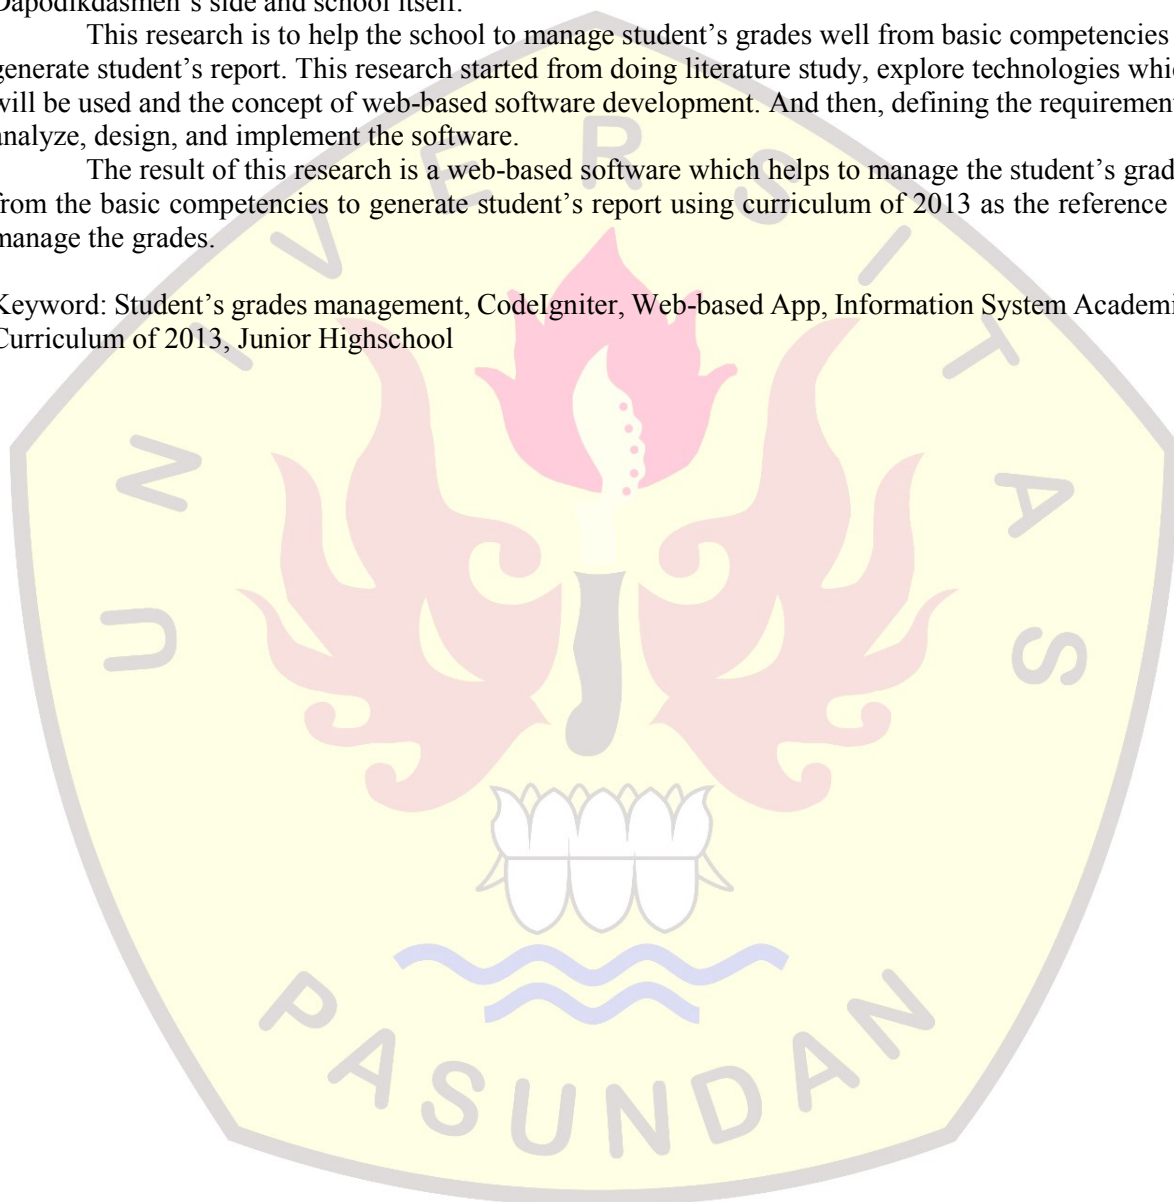 Dapodikdasmen's side and school itself.
This research is to help the school to manage student's grades well from basic competencies
generate student's report. This research started from doing literature study, explore technologies whic
will be used and the concept of web-based software development. And then, defining the requirement
analyze, design, and implement the software.
The result of this research is a web-based software which helps to manage the student's grad
from the basic competencies to generate student's report using curriculum of 2013 as the reference
manage the grades.
Keyword: Student's grades management, CodeIgniter, Web-based App, Information System Academi
Curriculum of 2013, Junior Highschool
UNIVERSITAS
PASUNDAN